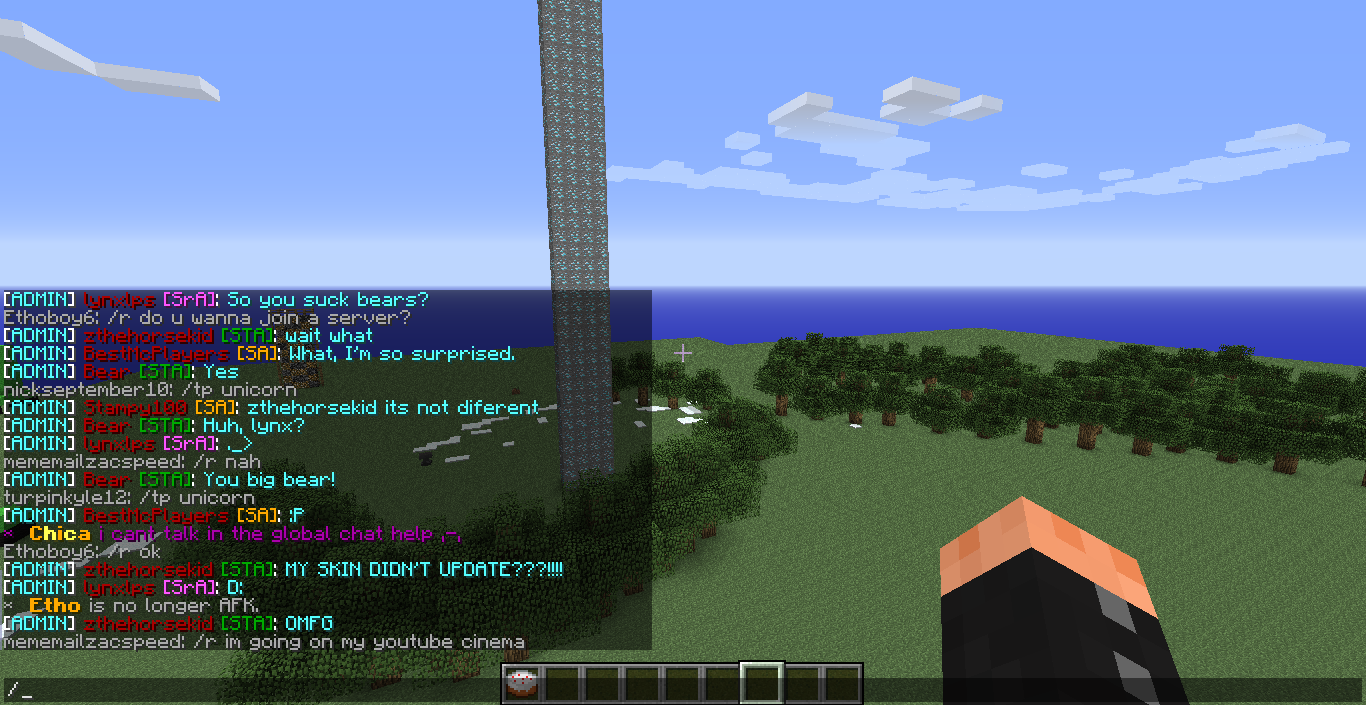 [ADMIN] lynxlps [SrA]: So you suck bears?
Ethoboy6: /r do u wanna join a server?
[ADMIN] zthehorsekid [STA]: wait what
[ADMIN] BestMcPlayers [SA]: What, I'm so surprised.
[ADMIN] Bear [STA]: Yes
nickseptember10: /tp unicorn
[ADMIN] Stampy100 [SA]: zthehorsekid its not diferent
[ADMIN] Bear [STA]: Huh, lynx?
[ADMIN] lynxlps [SrA]: ._>
mememailzacspeed: /r nah
[ADMIN] Bear [STA]: You big bear!
turpinkyle12: /tp unicorn
[ADMIN] BestMcPlayers [SA]: :P
* Chica i cant talk in the global chat help ,-,
Ethoboy6: /r ok
[ADMIN] zthehorsekid [STA]: MY SKIN DIDN'T UPDATE???!!!!
[ADMIN] lynxlps [SrA]: D:
* Etho is no longer AFK.
[ADMIN] zthehorsekid [STA]: OMFG
mememailzacspeed: /r im going on my youtube cinema
/_